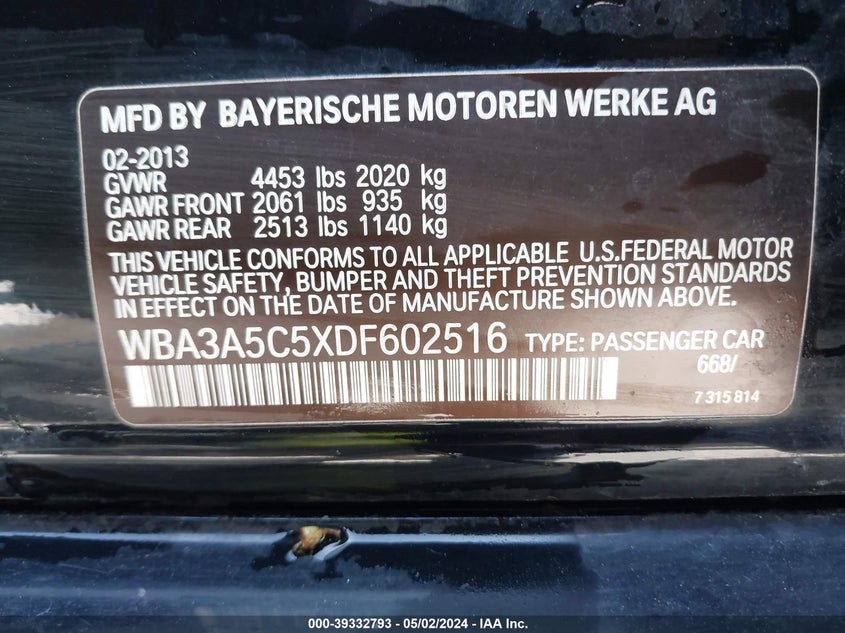 MFD BY BAYERISCHE MOTOREN WERKE AG
02-2013
GVWR 4453 lbs 2020 kg
GAWR FRONT 2061 lbs 935 kg
GAWR REAR 2513 lbs 1140 kg
THIS VEHICLE CONFORMS TO ALL APPLICABLE U.S.FEDERAL MOTOR
VEHICLE SAFETY, BUMPER AND THEFT PREVENTION STANDARDS
IN EFFECT ON THE DATE OF MANUFACTURE SHOWN ABOVE.
WBA3A5C5XDF602516 TYPE: PASSENGER CAR
668/
7 315 814
000-39332793 - 05/02/2024 - IAA Inc.